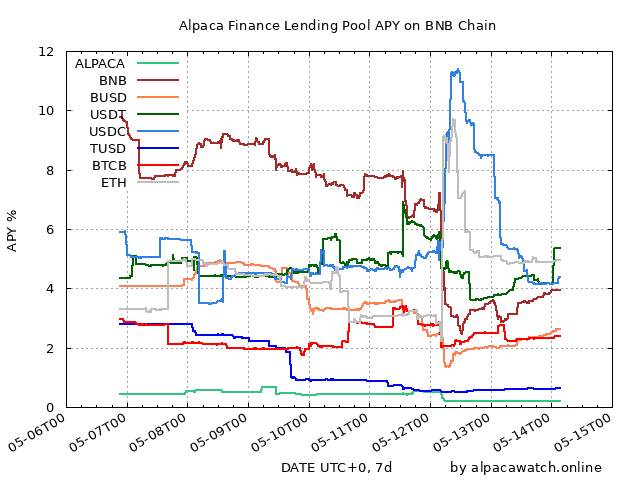 Alpaca Finance Lending Pool APY on BNB Chain
12
10
8
6
4
2
0
APY %
ALPACA
BNB
BUSD
USDT
USDC
TUSD
BTCB
ETH
05-06T00
05-07T00
05-08T00
05-09T00
05-10T00
05-11T00
05-12T00
05-13T00
05-14T00
05-15T00
DATE UTC+0, 7d
by alpacawatch.online